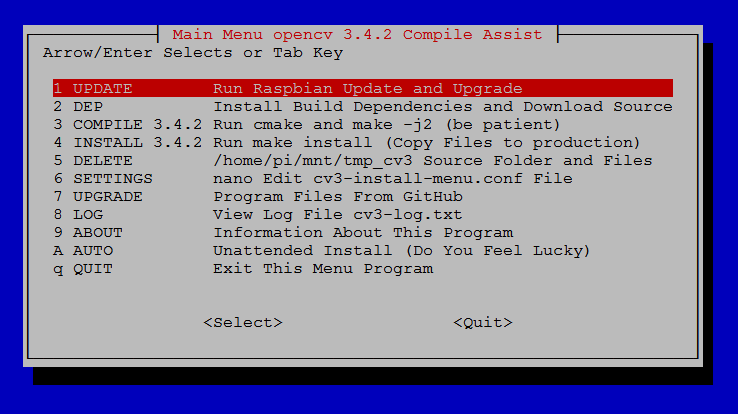 Main Menu opencv 3.4.2 Compile Assist
Arrow/Enter Selects or Tab Key
1 UPDATE Run Raspbian Update and Upgrade
2 DEP Install Build Dependencies and Download Source
3 COMPILE 3.4.2 Run cmake and make -j2 (be patient)
4 INSTALL 3.4.2 Run make install (Copy Files to production)
5 DELETE /home/pi/mnt/tmp_cv3 Source Folder and Files
6 SETTINGS nano Edit cv3-install-menu.conf File
7 UPGRADE Program Files From GitHub
8 LOG View Log File cv3-log.txt
9 ABOUT Information About This Program
A AUTO Unattended Install (Do You Feel Lucky)
q QUIT Exit This Menu Program
<Select> <Quit>